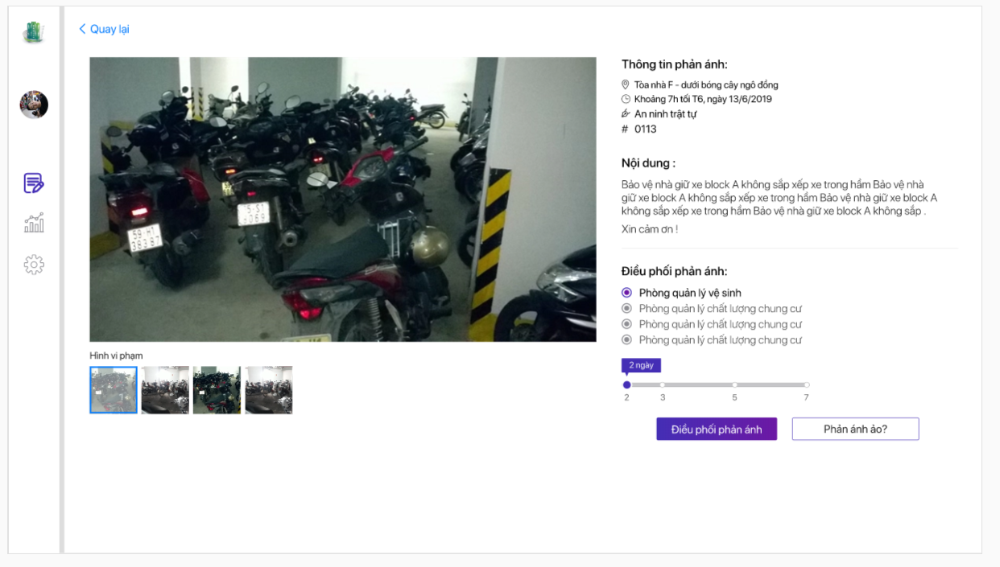 Quay lại
Thông tin phản ánh:
Tòa nhà F - dưới bóng cây ngô đồng
Khoảng 7h tối T6, ngày 13/6/2019
An ninh trật tự
# 0113
Nội dung :
Bảo vệ nhà giữ xe block A không sắp xếp xe trong hầm Bảo vệ nhà
giữ xe block A không sắp xếp xe trong hầm Bảo vệ nhà giữ xe block A
không sắp xếp xe trong hầm Bảo vệ nhà giữ xe block A không sắp .
Xin cảm ơn !
Điều phối phản ánh:
Phòng quản lý vệ sinh
Phòng quản lý chất lượng chung cư
Phòng quản lý chất lượng chung cư
Phòng quản lý chất lượng chung cư
2 ngày
2 3 5 7
Điều phối phản ánh Phản ánh ảo?
59-H1
38387
3069
Hình vi phạm